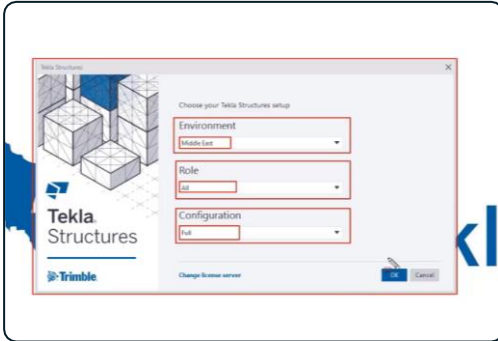 Tekla Structures
Choose your Tekla Structures setup
Environment
Middle East
Role
All
Configuration
Full
Tekla
Structures
Trimble
Change license server
OK
Cancel
kl